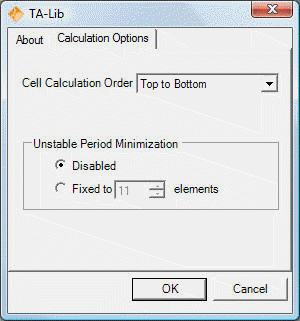 TA-Lib
About Calculation Options
Cell Calculation Order Top to Bottom
Unstable Period Minimization
Disabled
Fixed to 11 elements
OK Cancel